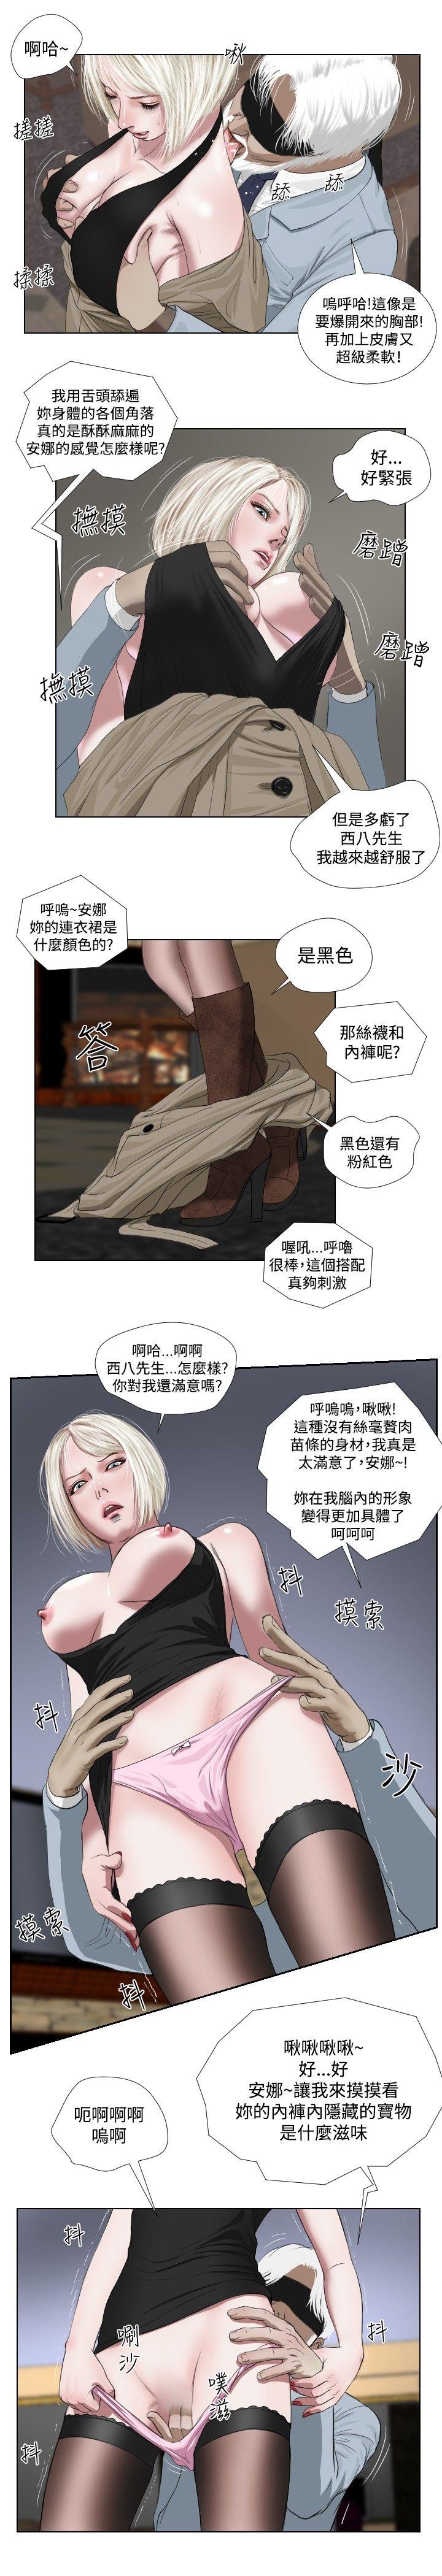 啊哈~
啾
搓搓
舔
舔
揉揉
嗚呼哈!這像是
要爆開來的胸部!
再加上皮膚又
超級柔軟!
我用舌頭舔遍
妳身體的各個角落
真的是酥酥麻麻的
安娜的感覺怎麼樣呢?
好...
好緊張
撫摸
磨蹭
磨蹭
撫摸
但是多虧了
西八先生
我越來越舒服了
呼嗚~安娜
妳的連衣裙是
什麼顏色的?
是黑色
答
那絲襪和
內褲呢?
黑色還有
粉紅色
喔吼...呼嚕
很棒,這個搭配
真夠刺激
啊哈...啊啊
西八先生...怎麼樣?
你對我還滿意嗎?
呼嗚嗚,啾啾!
這種沒有絲毫贅肉
苗條的身材,我真是
太滿意了,安娜~!
妳在我腦內的形象
變得更加具體了
呵呵呵
抖
摸索
抖
沙
摸索
抖
啾啾啾啾~
好...好
安娜~讓我來摸摸看
妳的內褲內隱藏的寶物
是什麼滋味
呃啊啊啊
嗚啊
抖
唰
沙
抖
噗
滋
抖